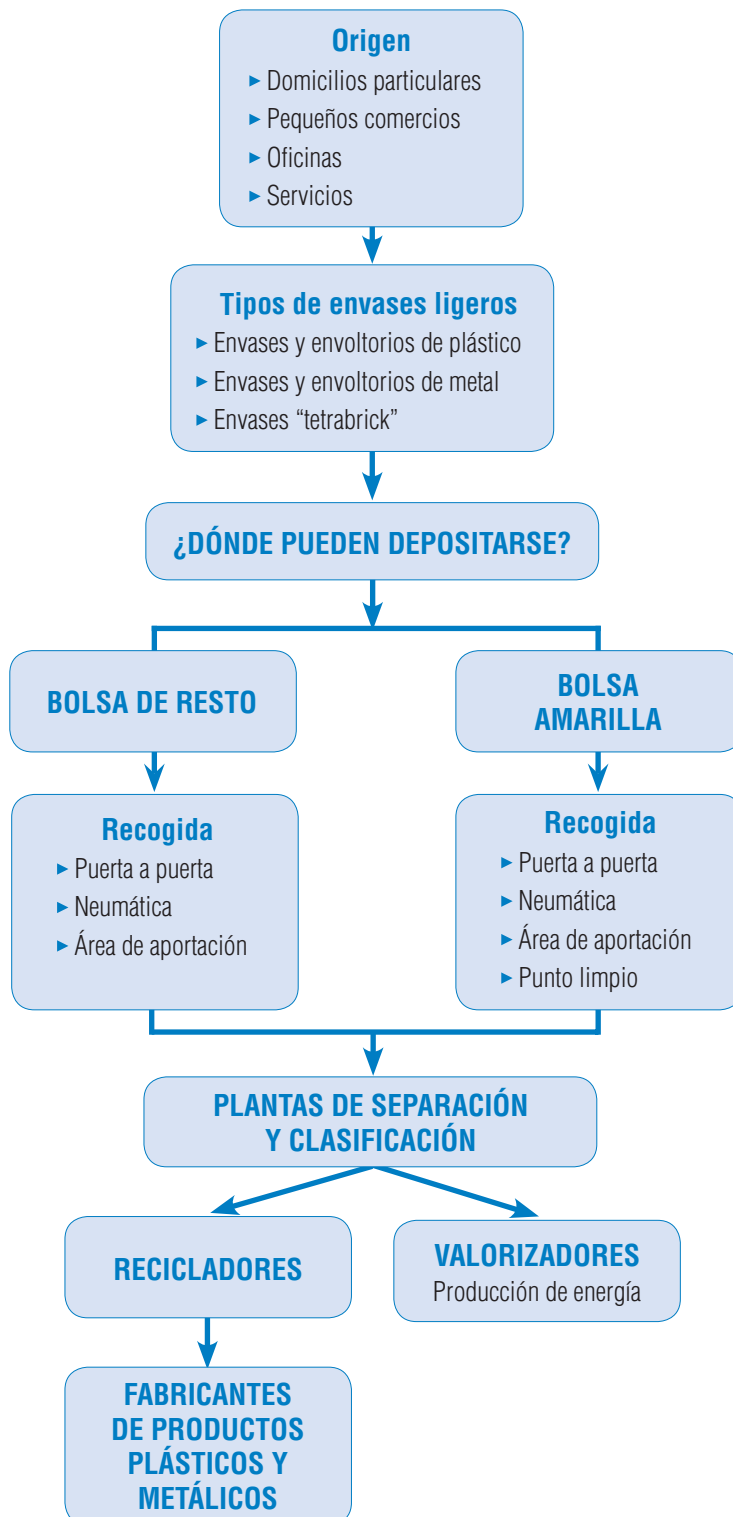 Origen
▸ Domicilios particulares
▸ Pequeños comercios
▸ Oficinas
▸ Servicios
Tipos de envases ligeros
▸ Envases y envoltorios de plástico
▸ Envases y envoltorios de metal
▸ Envases “tetrabrick”
¿DÓNDE PUEDEN DEPOSITARSE?
BOLSA DE RESTO
BOLSA
AMARILLA
Recogida
▸ Puerta a puerta
▸ Neumática
▸ Área de aportación
Recogida
▸ Puerta a puerta
▸ Neumática
▸ Área de aportación
▸ Punto limpio
PLANTAS DE SEPARACIÓN
Y CLASIFICACIÓN
RECICLADORES
VALORIZADORES
Producción de energía
FABRICANTES
DE PRODUCTOS
PLÁSTICOS Y
METÁLICOS